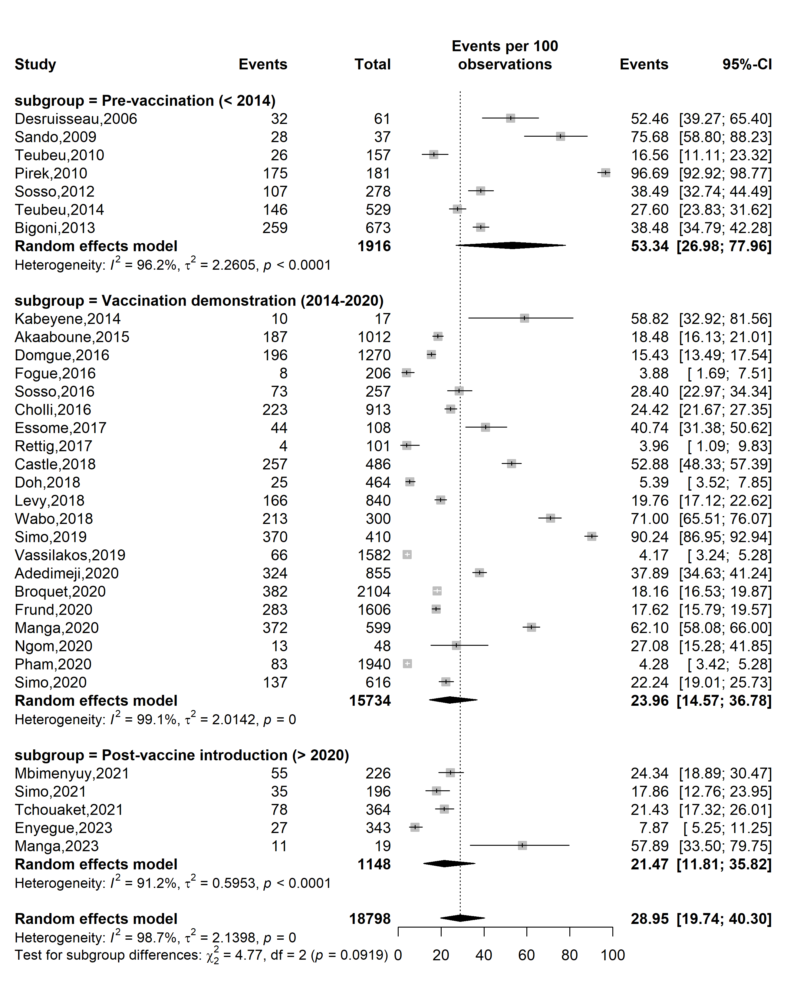 Events per 100
Study Events Total observations Events 95%-CI
subgroup = Pre-vaccination (< 2014)
Desruisseau,2006 32 61 52.46 [39.27; 65.40]
Sando,2009 28 37 75.68 [58.80; 88.23]
Teubeu,2010 26 157 16.56 [11.11; 23.32]
Pirek,2010 175 181 96.69 [92.92; 98.77]
Sosso,2012 107 278 38.49 [32.74; 44.49]
Teubeu,2014 146 529 27.60 [23.83; 31.62]
Bigoni,2013 259 673 38.48 [34.79; 42.28]
Random effects model 1916 53.34 [26.98; 77.96]
Heterogeneity: I² = 96.2%, τ² = 2.2605, p < 0.0001
subgroup = Vaccination demonstration (2014-2020)
Kabeyene,2014 10 17 58.82 [32.92; 81.56]
Akaaboune,2015 187 1012 18.48 [16.13; 21.01]
Domgue,2016 196 1270 15.43 [13.49; 17.54]
Fogue,2016 8 206 3.88 [ 1.69; 7.51]
Sosso,2016 73 257 28.40 [22.97; 34.34]
Cholli,2016 223 913 24.42 [21.67; 27.35]
Essome,2017 44 108 40.74 [31.38; 50.62]
Rettig,2017 4 101 3.96 [ 1.09; 9.83]
Castle,2018 257 486 52.88 [48.33; 57.39]
Doh,2018 25 464 5.39 [ 3.52; 7.85]
Levy,2018 166 840 19.76 [17.12; 22.62]
Wabo,2018 213 300 71.00 [65.51; 76.07]
Simo,2019 370 410 90.24 [86.95; 92.94]
Vassilakos,2019 66 1582 4.17 [ 3.24; 5.28]
Adedimeji,2020 324 855 37.89 [34.63; 41.24]
Broquet,2020 382 2104 18.16 [16.53; 19.87]
Frund,2020 283 1606 17.62 [15.79; 19.57]
Manga,2020 372 599 62.10 [58.08; 66.00]
Ngom,2020 13 48 27.08 [15.28; 41.85]
Pham,2020 83 1940 4.28 [ 3.42; 5.28]
Simo,2020 137 616 22.24 [19.01; 25.73]
Random effects model 15734 23.96 [14.57; 36.78]
Heterogeneity: I² = 99.1%, τ² = 2.0142, p = 0
subgroup = Post-vaccine introduction (> 2020)
Mbimenyuy,2021 55 226 24.34 [18.89; 30.47]
Simo,2021 35 196 17.86 [12.76; 23.95]
Tchouaket,2021 78 364 21.43 [17.32; 26.01]
Enyegue,2023 27 343 7.87 [ 5.25; 11.25]
Manga,2023 11 19 57.89 [33.50; 79.75]
Random effects model 1148 21.47 [11.81; 35.82]
Heterogeneity: I² = 91.2%, τ² = 0.5953, p < 0.0001
Random effects model 18798 28.95 [19.74; 40.30]
Heterogeneity: I² = 98.7%, τ² = 2.1398, p = 0
Test for subgroup differences: χ²₂ = 4.77, df = 2 (p = 0.0919) 0 20 40 60 80 100